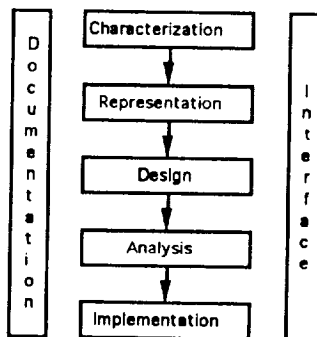 Documentation
Characterization
Representation
Design
Analysis
Implementation
Interface